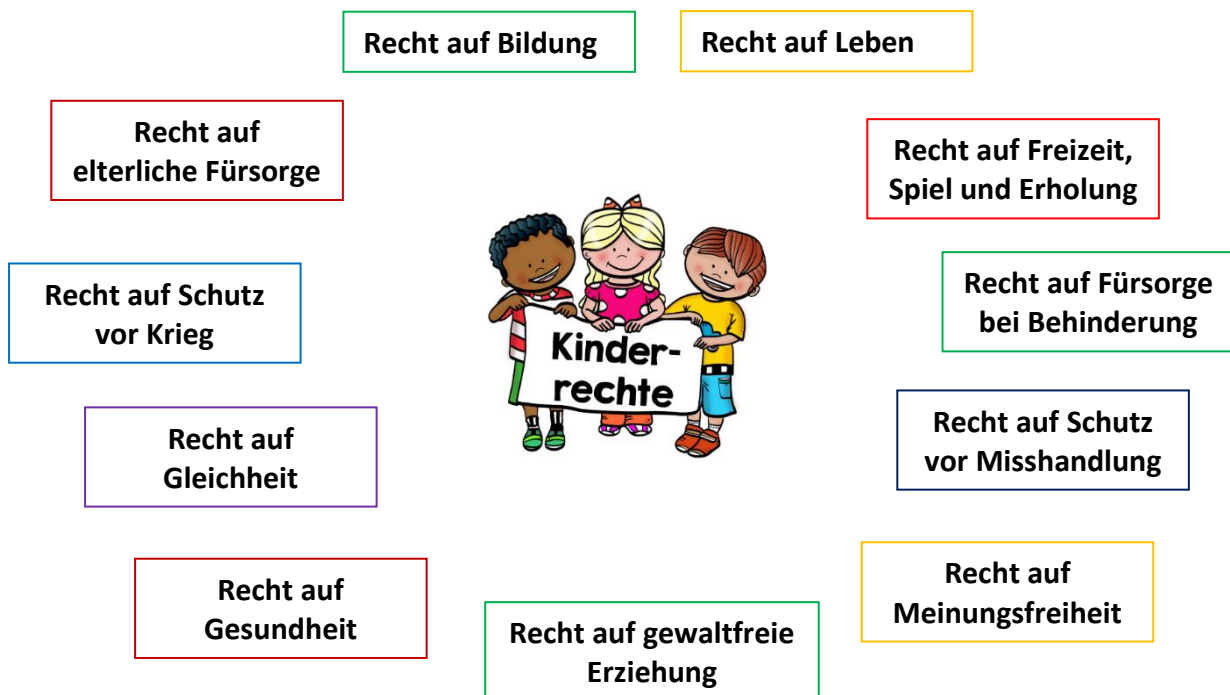 Recht auf Bildung
Recht auf Leben
Recht auf
elterliche Fürsorge
Recht auf Freizeit,
Spiel und Erholung
Recht auf Schutz
vor Krieg
Recht auf Fürsorge
bei Behinderung
Kinder-
rechte
Recht auf
Gleichheit
Recht auf Schutz
vor Misshandlung
Recht auf
Gesundheit
Recht auf gewaltfreie
Erziehung
Recht auf
Meinungsfreiheit